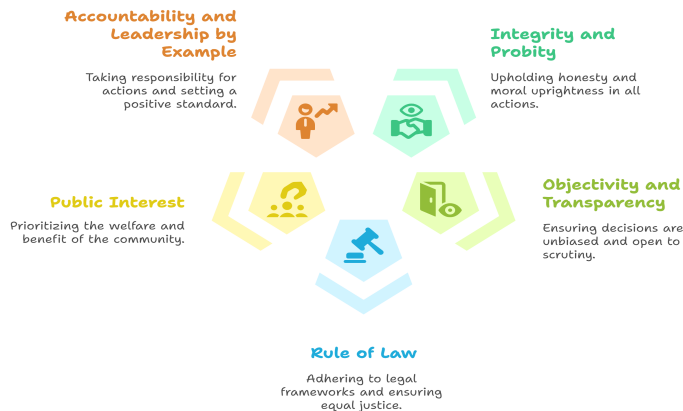 Accountability and
Leadership by
Example
Taking responsibility for
actions and setting a
positive standard.
Integrity and
Probity
Upholding honesty and
moral uprightness in all
actions.
Public Interest
Prioritizing the welfare and
benefit of the community.
Objectivity and
Transparency
Ensuring decisions are
unbiased and open to
scrutiny.
Rule of Law
Adhering to legal
frameworks and ensuring
equal justice.